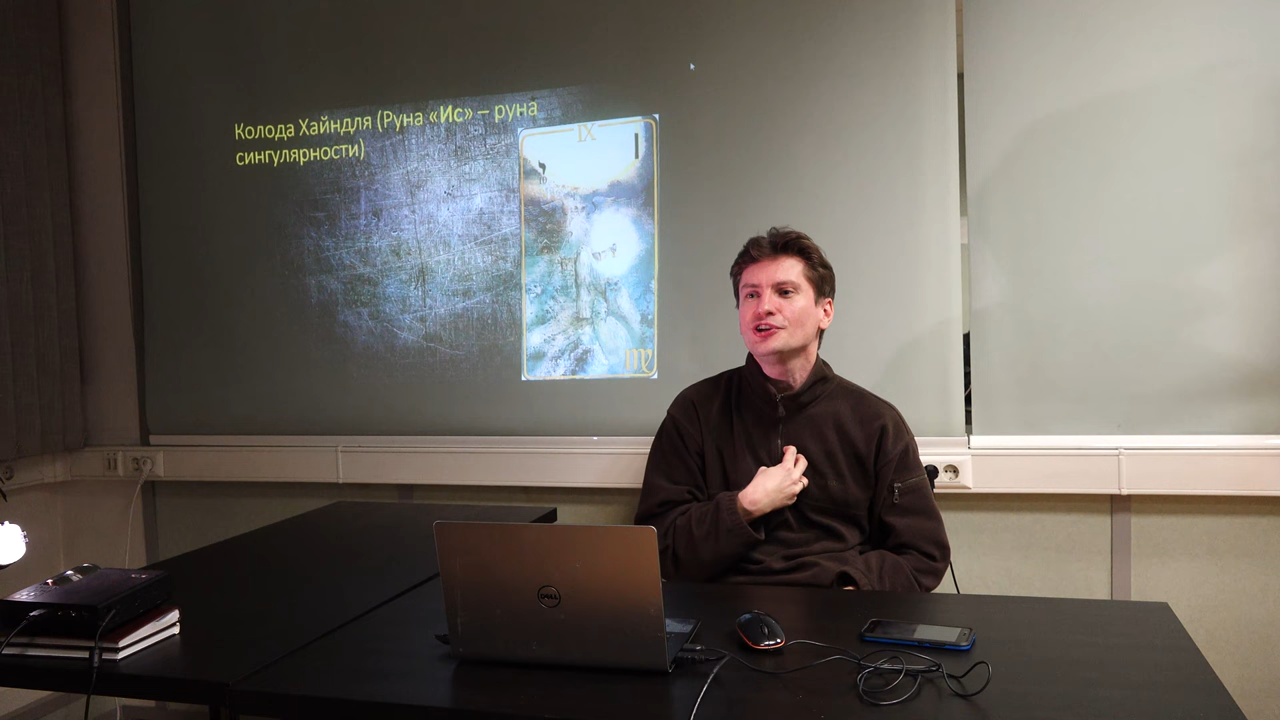 Колода Хайндля (Руна «Ис» – руна
сингулярности)
IX
DELL